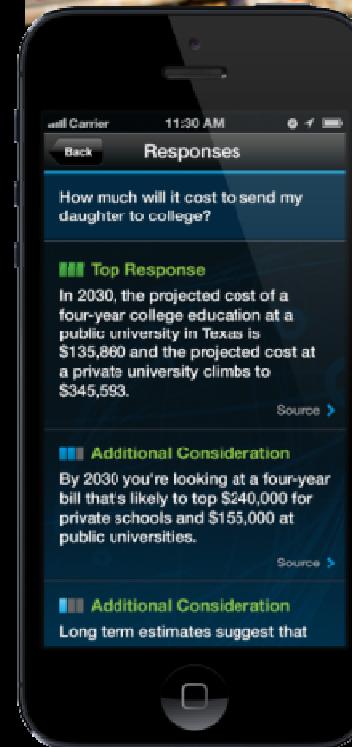 Carrier
11:30 AM
Back
Responses
How much will it cost to send my
daughter to college?
Top Response
In 2030, the projected cost of a
four-year college education at a
public university in Texas is
$135,860 and the projected cost at
a private university climbs to
$345,593.
Source
Additional Consideration
By 2030 you're looking at a four-year
bill that's likely to top $240,000 for
private schools and $155,000 at
public universities.
Source
Additional Consideration
Long term estimates suggest that